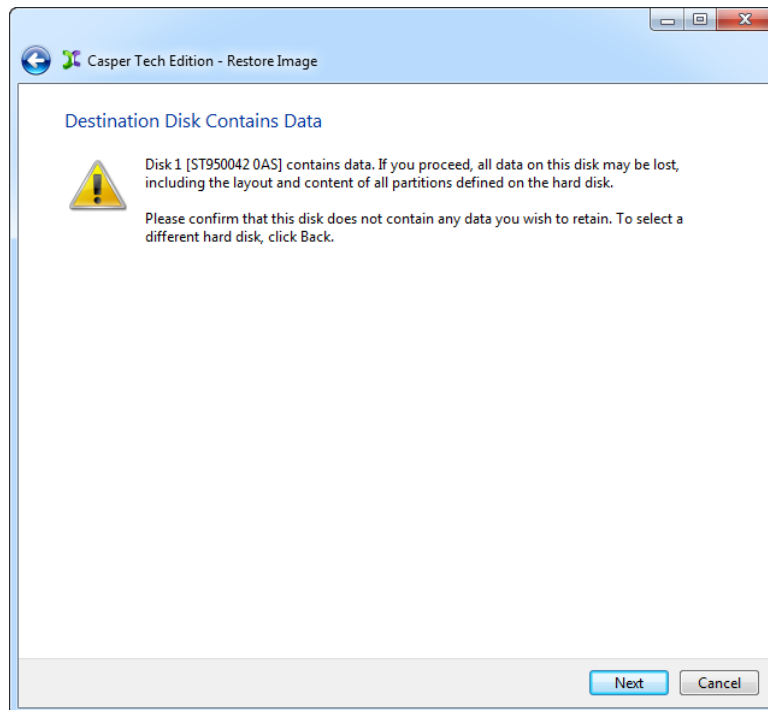 Casper Tech Edition - Restore Image
Destination Disk Contains Data
Disk 1 [ST950042 0AS] contains data. If you proceed, all data on this disk may be lost,
including the layout and content of all partitions defined on the hard disk.
Please confirm that this disk does not contain any data you wish to retain. To select a
different hard disk, click Back.
Next
Cancel